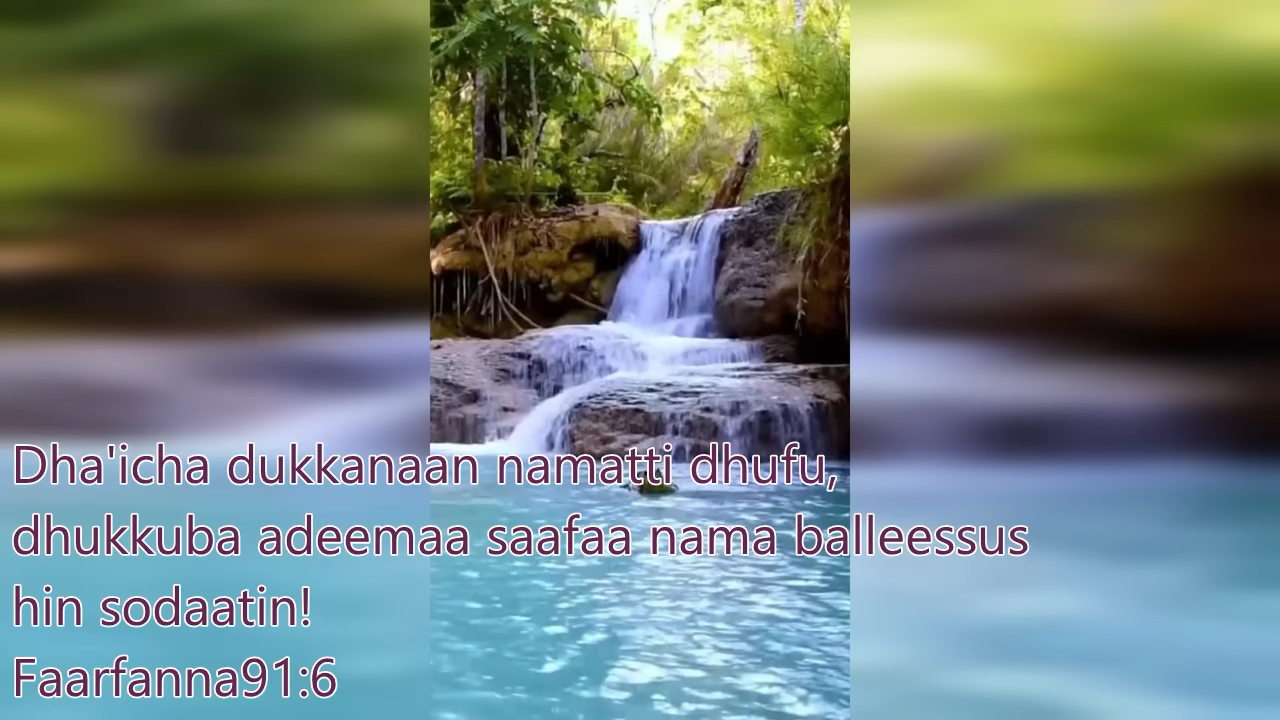 Dha'icha dukkanaan namatti dhufu,
dhukkuba adeemaa saafaa nama balleessus
hin sodaatin!
Faarfanna91:6